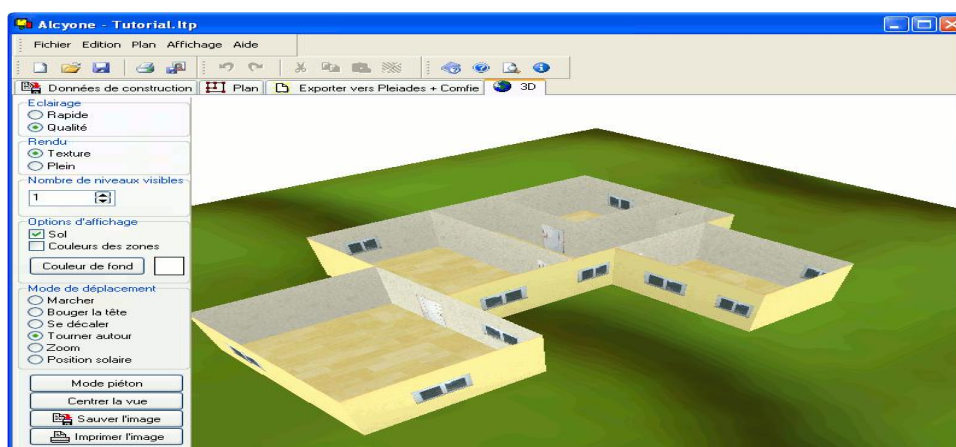 Alcyone - Tutorial.ltp
Fichier Edition Plan Affichage Aide
Données de construction Plan Exporter vers Pleiades + Comfie 3D
Eclairage
Rapide
Qualité
Rendu
Texture
Plein
Nombre de niveaux visibles
1
Options d'affichage
Sol
Couleurs des zones
Couleur de fond
Mode de déplacement
Marcher
Bouger la tête
Se décaler
Tourner autour
Zoom
Position solaire
Mode piéton
Centrer la vue
Sauver l'image
Imprimer l'image